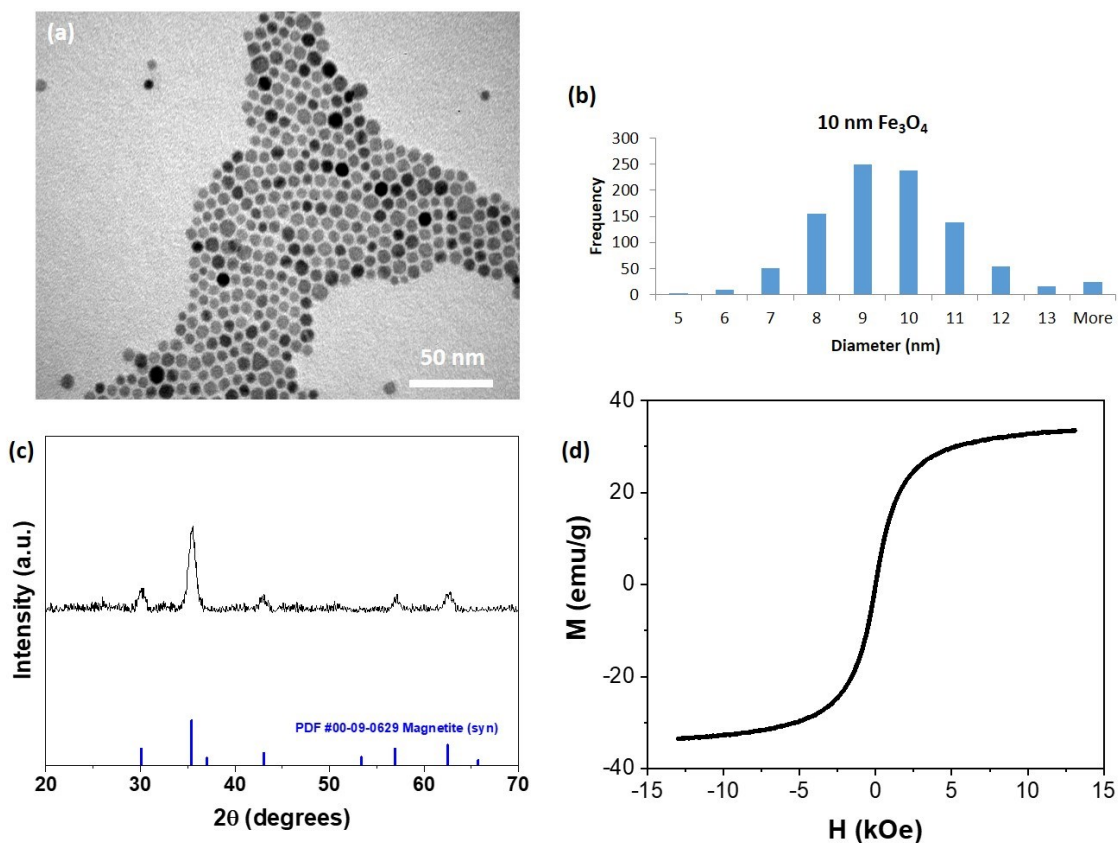 (a)
50 nm
(b)
10 nm Fe₃O₄
Frequency
300
250
200
150
100
50
0
5 6 7 8 9 10 11 12 13 More
Diameter (nm)
(c)
Intensity (a.u.)
PDF #00-09-0629 Magnetite (syn)
20 30 40 50 60 70
2θ (degrees)
(d)
M (emu/g)
40
20
0
-20
-40
-15 -10 -5 0 5 10 15
H (kOe)